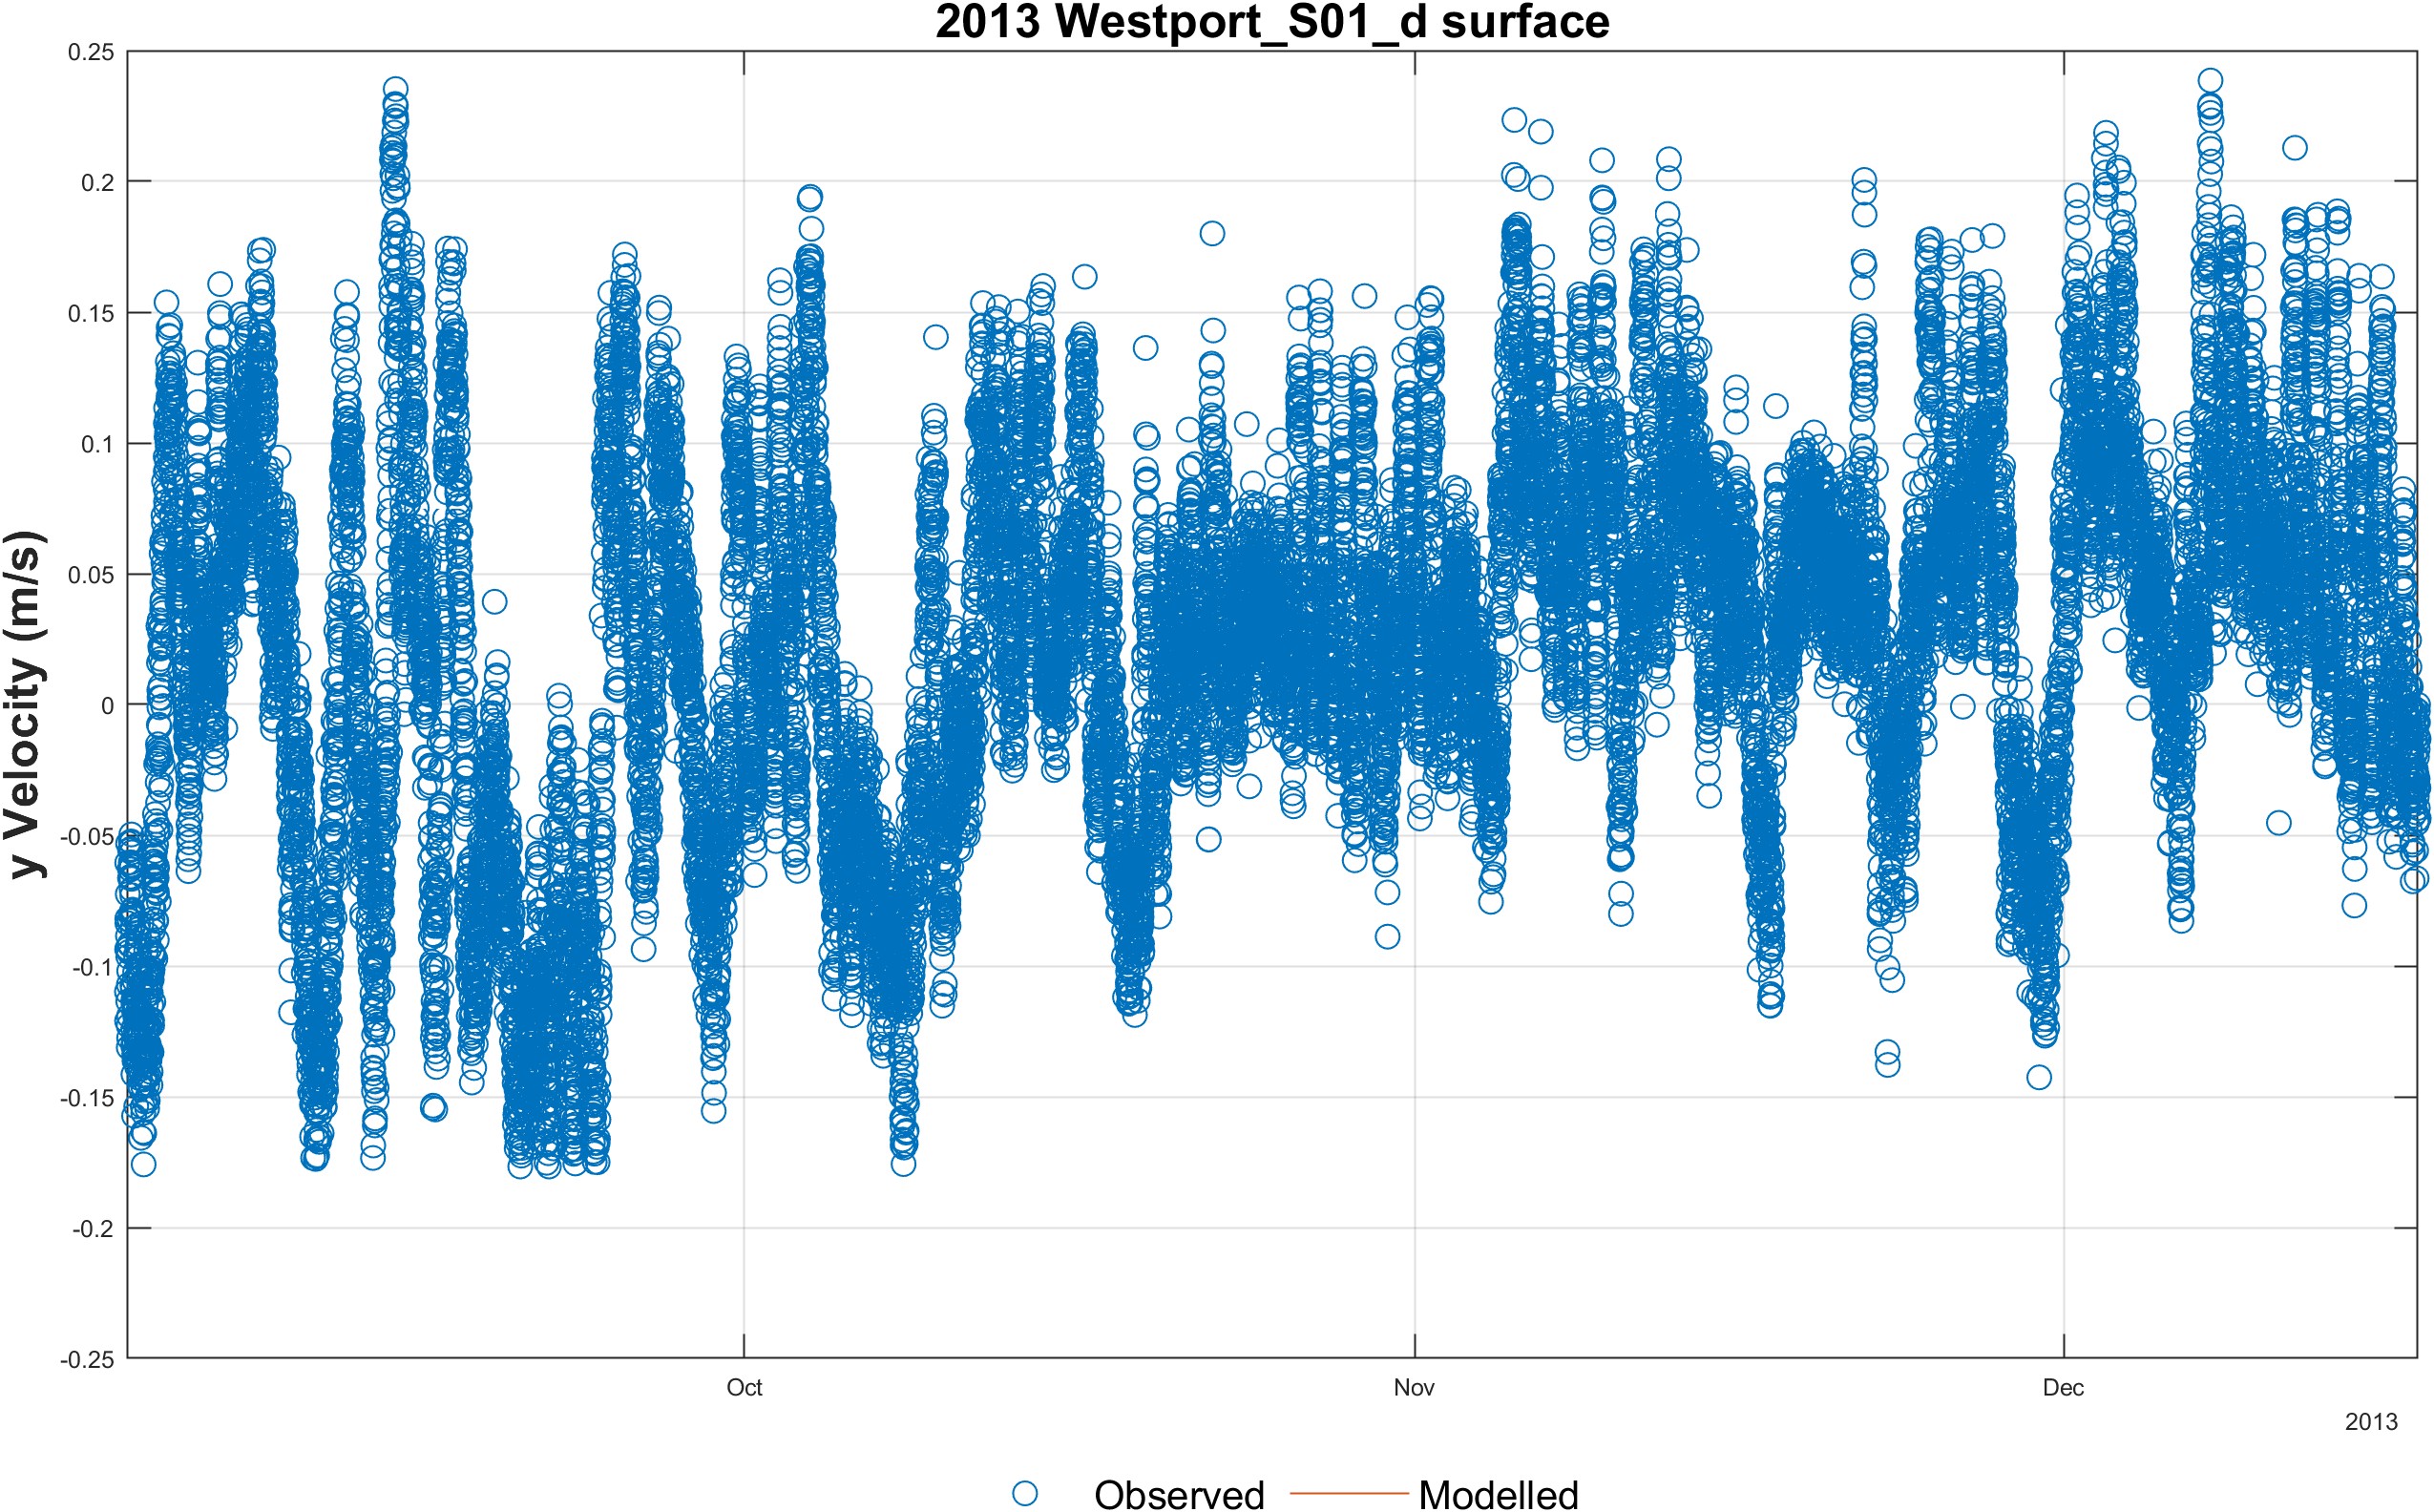 2013 Westport_S01_d surface
y Velocity (m/s)
0.25
0.2
0.15
0.1
0.05
0
-0.05
-0.1
-0.15
-0.2
-0.25
Oct
Nov
Dec
2013
Observed
Modelled